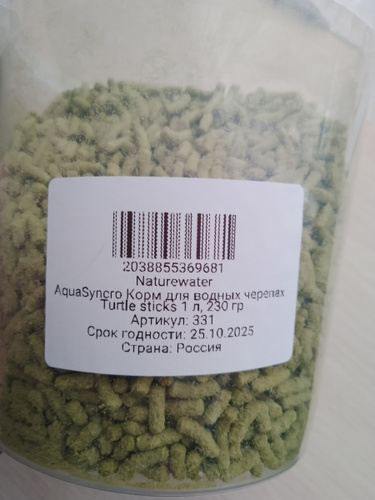 2038855369681
Naturewater
AquaSyncro Корм для водных черепах
Turtle sticks 1 л, 230 гр
Артикул: 331
Срок годности: 25.10.2025
Страна: Россия